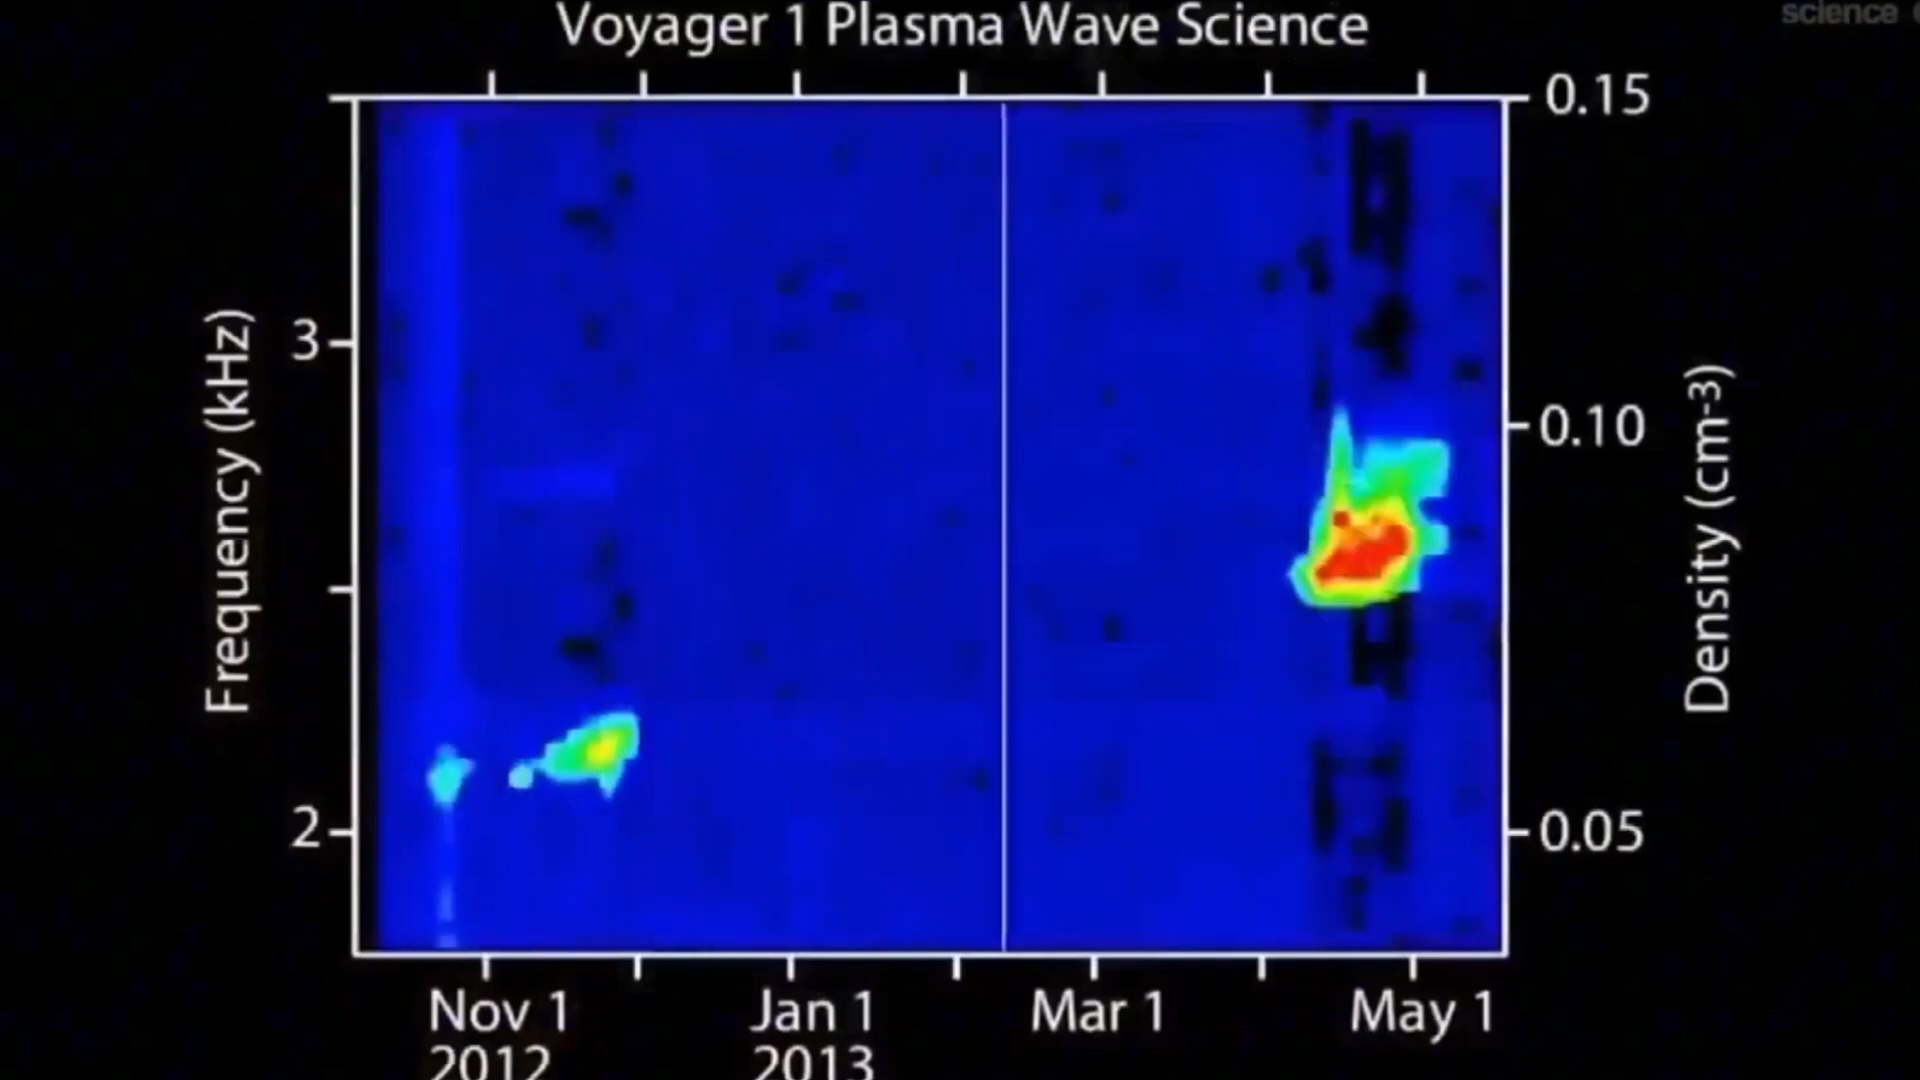 Voyager 1 Plasma Wave Science
science
0.15
3
0.10
Frequency (kHz)
Density (cm-3)
2
0.05
Nov 1 Jan 1 Mar 1 May 1
2012 2013